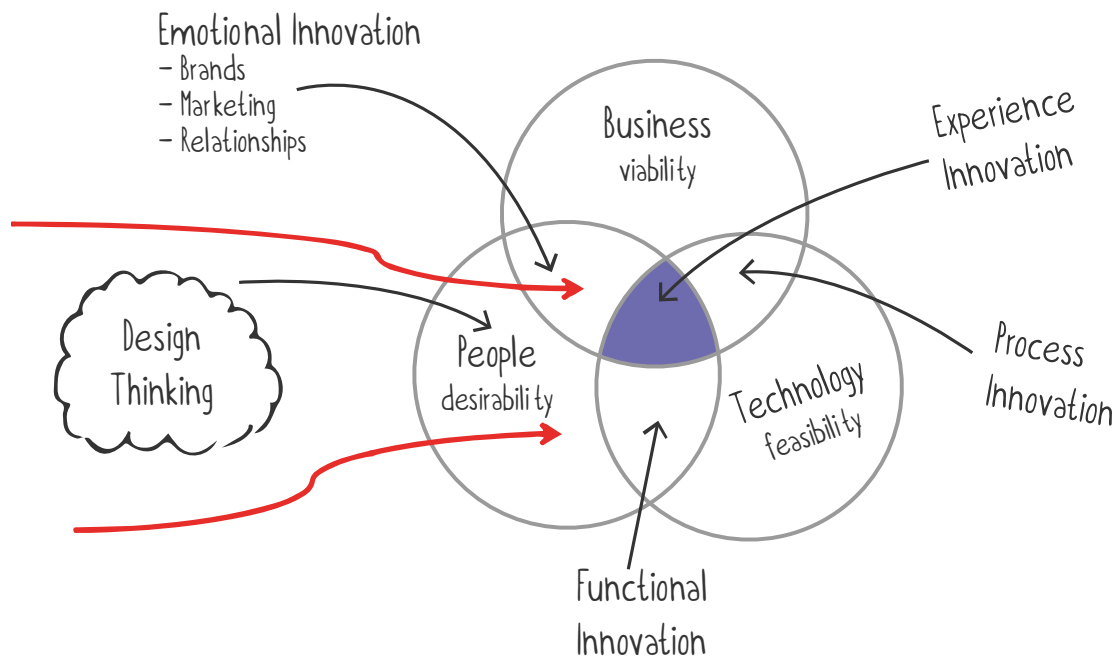 Emotional Innovation
– Brands
– Marketing
– Relationships
Business
viability
Experience
Innovation
Design
Thinking
People
desirability
Technology
feasibility
Process
Innovation
Functional
Innovation